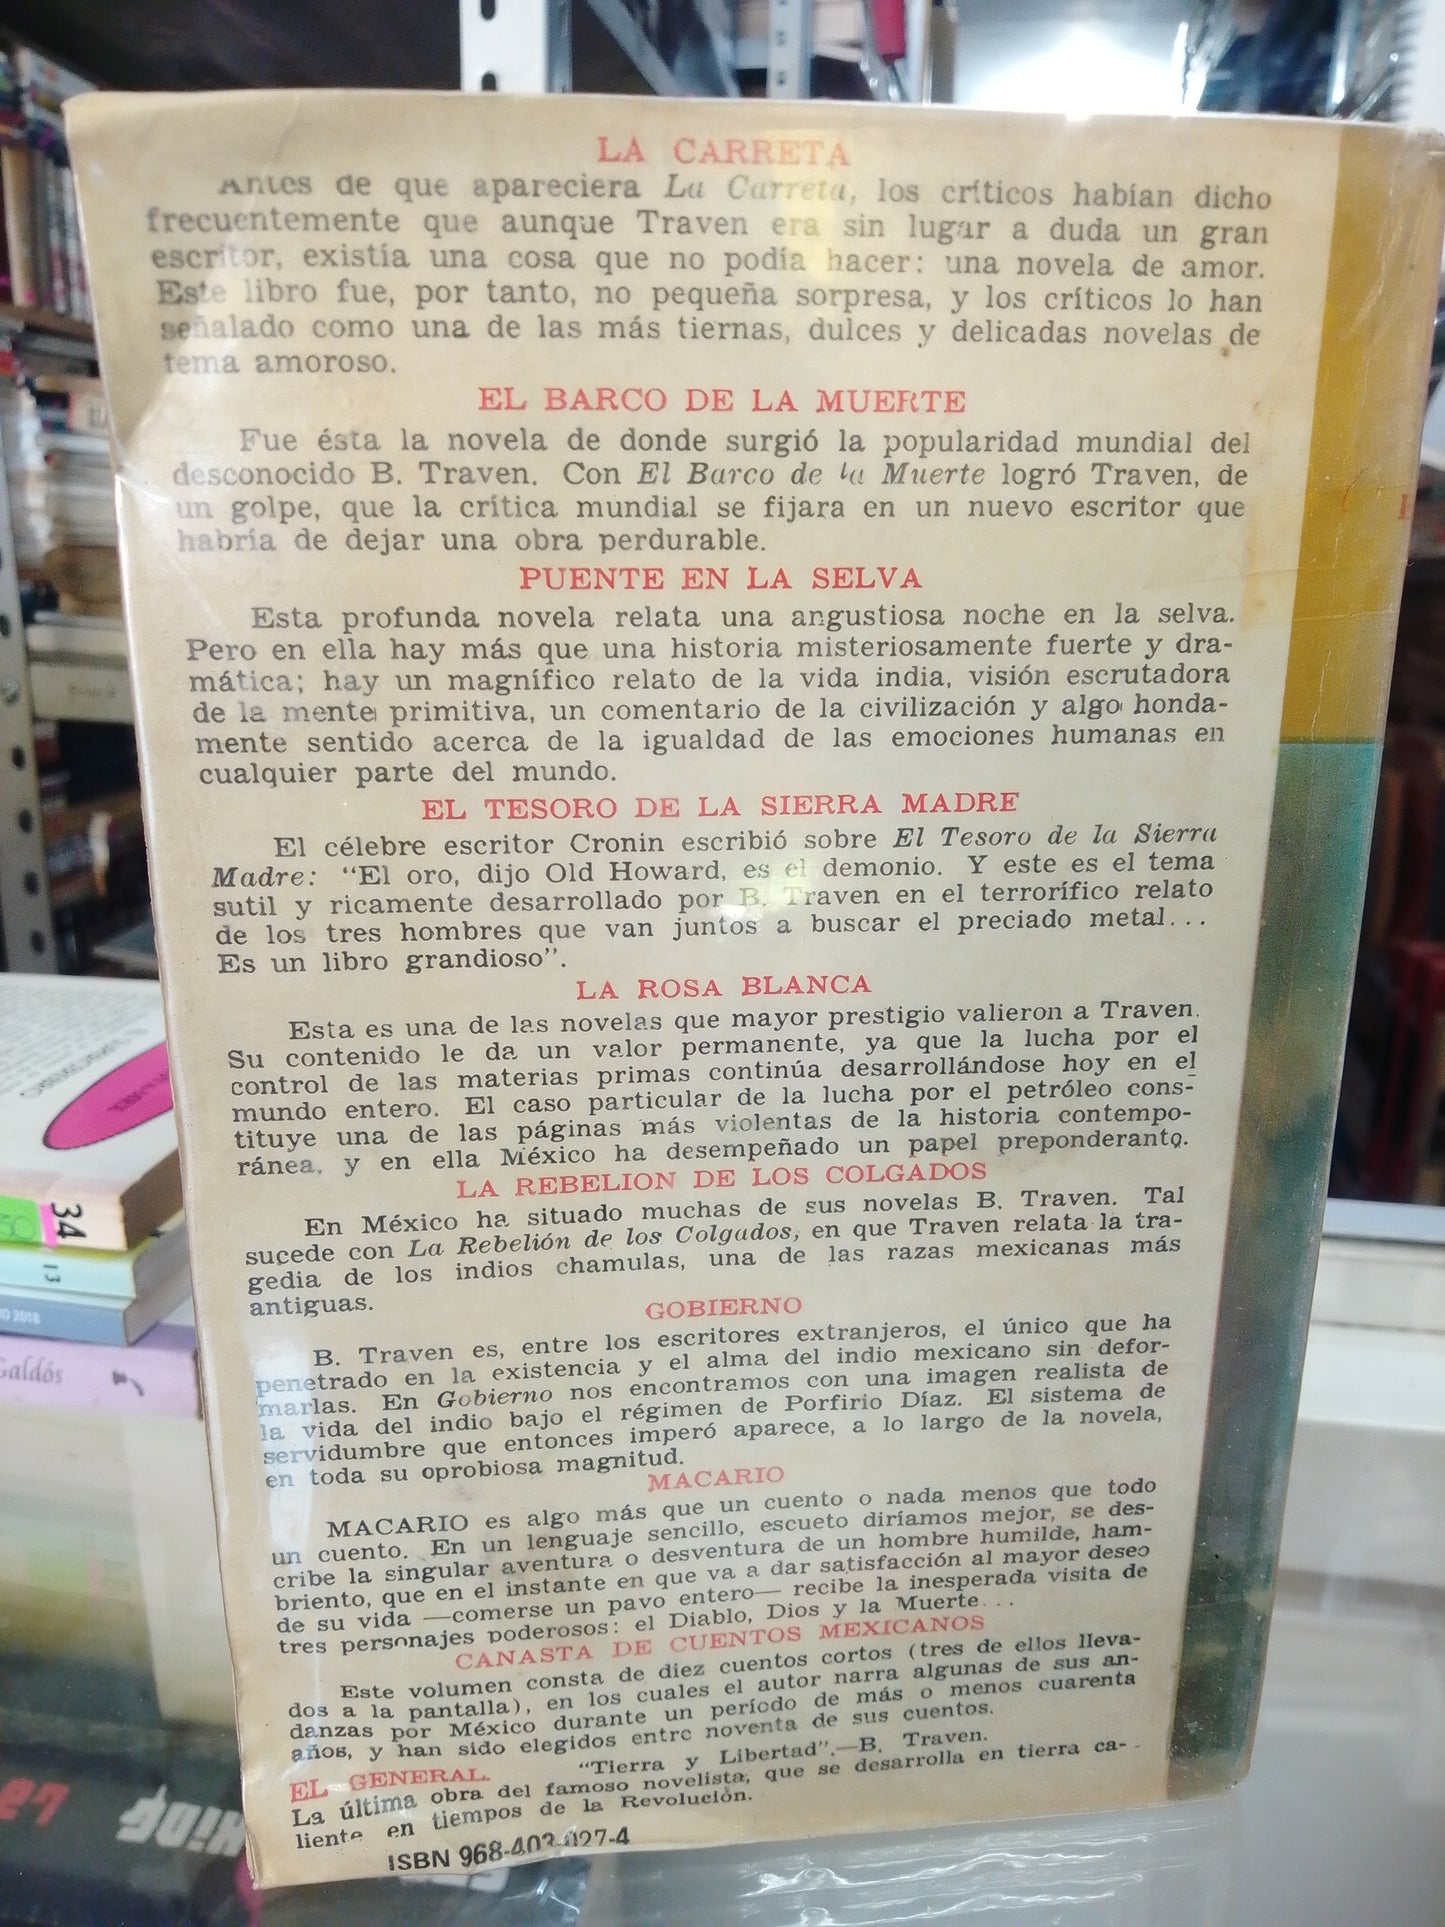 LA CARRETA
Antes de que apareciera La Carreta, los críticos habían dicho
frecuentemente que aunque Traven era sin lugar a duda un gran
escritor, existía una cosa que no podía hacer: una novela de amor.
Este libro fue, por tanto, no pequeña sorpresa, y los críticos lo han
señalado como una de las más tiernas, dulces y delicadas novelas de
tema amoroso.
EL BARCO DE LA MUERTE
Fue ésta la novela de donde surgió la popularidad mundial del
desconocido B. Traven. Con El Barco de la Muerte logró Traven, de
un golpe, que la crítica mundial se fijara en un nuevo escritor que
habría de dejar una obra perdurable.
PUENTE EN LA SELVA
Esta profunda novela relata una angustiosa noche en la selva.
Pero en ella hay más que una historia misteriosamente fuerte y dra-
mática; hay un magnífico relato de la vida india, visión escrutadora
de la mente primitiva, un comentario de la civilización y algo honda-
mente sentido acerca de la igualdad de las emociones humanas en
cualquier parte del mundo.
EL TESORO DE LA SIERRA MADRE
El célebre escritor Cronin escribió sobre El Tesoro de la Sierra
Madre: "El oro, dijo Old Howard, es el demonio. Y este es el tema
sutil y ricamente desarrollado por B. Traven en el terrorífico relato
de los tres hombres que van juntos a buscar el preciado metal...
Es un libro grandioso".
LA ROSA BLANCA
Esta es una de las novelas que mayor prestigio valieron a Traven.
Su contenido le da un valor permanente, ya que la lucha por el
control de las materias primas continúa desarrollándose hoy en el
mundo entero. El caso particular de la lucha por el petróleo cons-
tituye una de las páginas más violentas de la historia contempo-
ránea, y en ella México ha desempeñado un papel preponderante.
LA REBELION DE LOS COLGADOS
En México ha situado muchas de sus novelas B. Traven. Tal
sucede con La Rebelión de los Colgados, en que Traven relata la tra-
gedia de los indios chamulas, una de las razas mexicanas más
antiguas.
GOBIERNO
B. Traven es, entre los escritores extranjeros, el único que ha
penetrado en la existencia y el alma del indio mexicano sin defor-
marlas. En Gobierno nos encontramos con una imagen realista de
la vida del indio bajo el régimen de Porfirio Díaz. El sistema de
servidumbre que entonces imperó aparece, a lo largo de la novela,
en toda su oprobiosa magnitud.
MACARIO
MACARIO es algo más que un cuento o nada menos que todo
un cuento. En un lenguaje sencillo, escueto diríamos mejor, se des-
cribe la singular aventura o desventura de un hombre humilde, ham-
briento, que en el instante en que va a dar satisfacción al mayor deseo
de su vida —comerse un pavo entero— recibe la inesperada visita de
tres personajes poderosos: el Diablo, Dios y la Muerte...
CANASTA DE CUENTOS MEXICANOS
Este volumen consta de diez cuentos cortos (tres de ellos lleva-
dos a la pantalla), en los cuales el autor narra algunas de sus an-
danzas por México durante un período de más o menos cuarenta
años, y han sido elegidos entre noventa de sus cuentos.
"Tierra y Libertad".—B. Traven.
EL GENERAL
La última obra del famoso novelista, que se desarrolla en tierra ca-
liente en tiempos de la Revolución.
ISBN 968-403-027-4
34
13
2018
Galdós